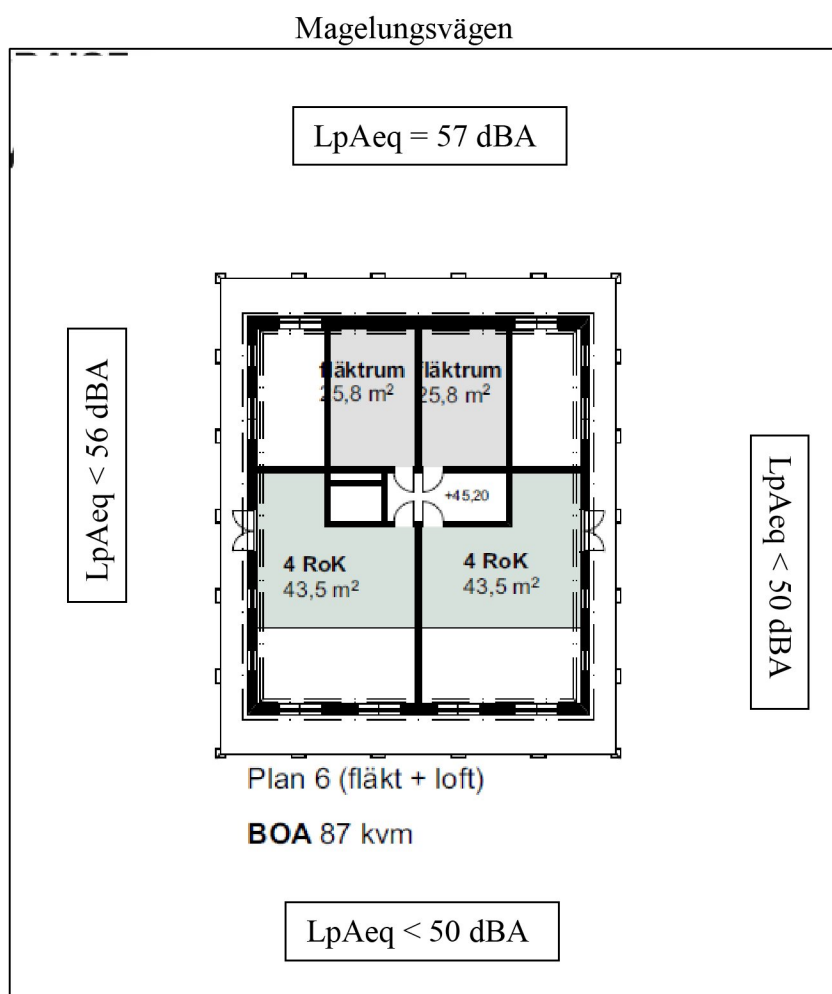 Magelungsvägen
LpAeq = 57 dBA
LpAeq < 56 dBA
fläktrum
25,8 m²
fläktrum
25,8 m²
+45,20
4 RoK
43,5 m²
4 RoK
43,5 m²
LpAeq < 50 dBA
Plan 6 (fläkt + loft)
BOA 87 kvm
LpAeq < 50 dBA